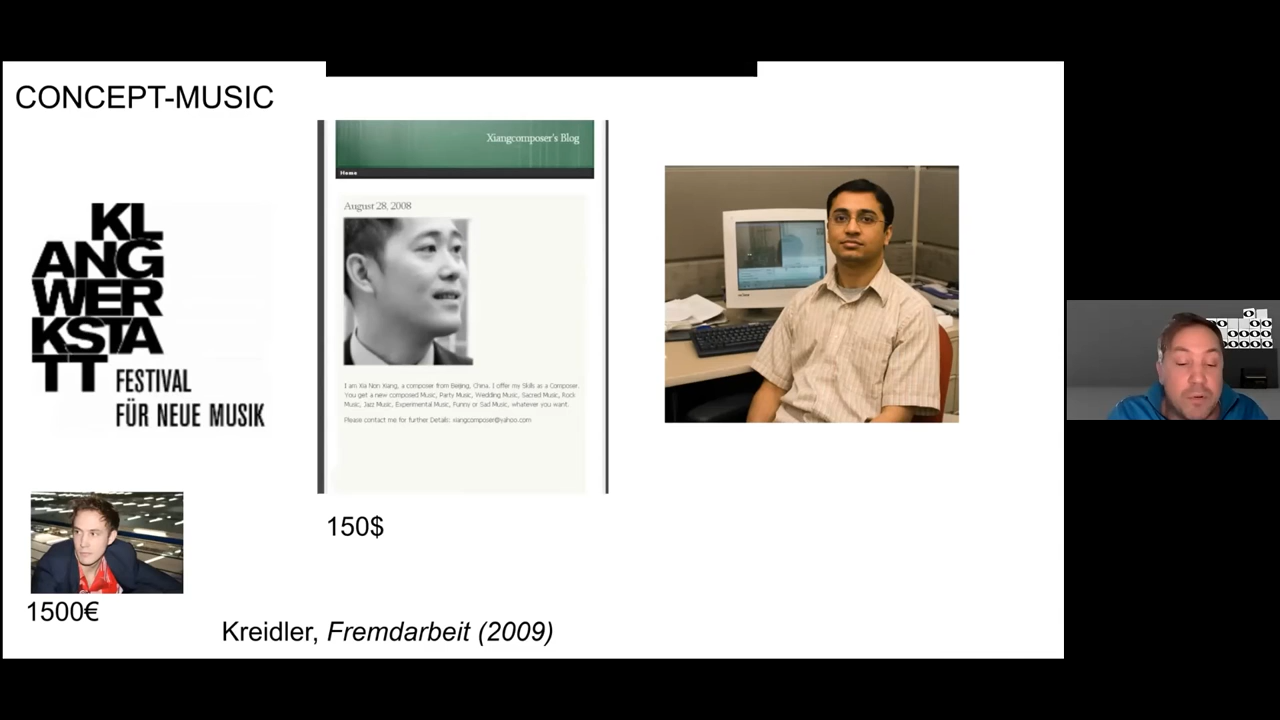 CONCEPT-MUSIC
KL
ANG
WER
KSTA
TT
FESTIVAL
FÜR NEUE MUSIK
1500€
Xiangcomposer's Blog
Home
August 28, 2008
I am Xia Non Xiang, a composer from Beijing, China. I offer my Skills as a Composer.
You get a new composed Music, Party Music, Wedding Music, Sacred Music, Rock
Music, Jazz Music, Experimental Music, Funny or Sad Music, whatever you want.
Please contact me for further Details: xiangcomposer@yahoo.com
150$
Kreidler, Fremdarbeit (2009)